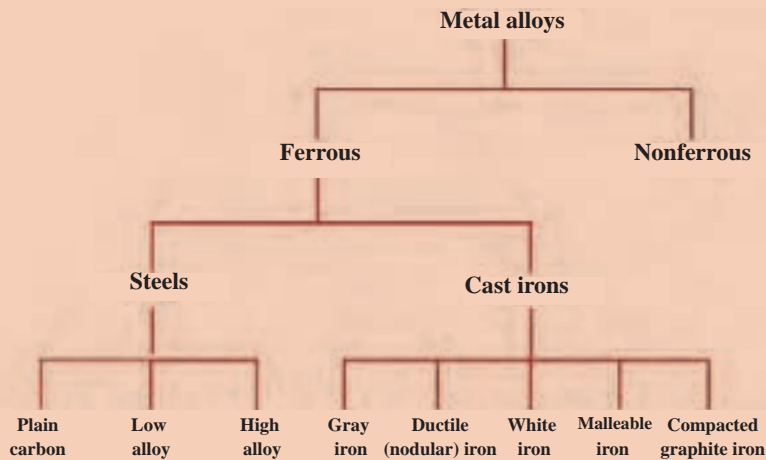 Metal alloys
Ferrous
Nonferrous
Steels
Cast irons
Plain
carbon
Low
alloy
High
alloy
Gray
iron
Ductile
(nodular) iron
White
iron
Malleable
iron
Compacted
graphite iron